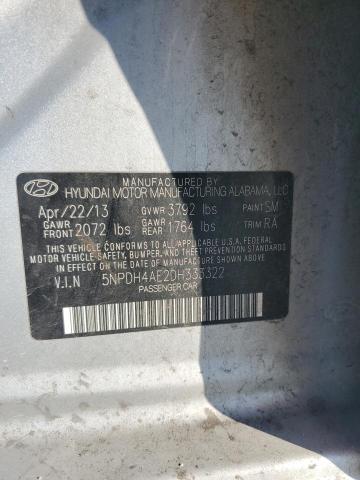 MANUFACTURED BY
HYUNDAI MOTOR MANUFACTURING ALABAMA, LLC
Apr/22/13 GVWR 3792 lbs PAINT SM
GAWR FRONT 2072 lbs GAWR REAR 1764 lbs TRIM RA
THIS VEHICLE CONFORMS TO ALL APPLICABLE U.S.A. FEDERAL
MOTOR VEHICLE SAFETY, BUMPER, AND THEFT PREVENTION
STANDARDS IN EFFECT ON THE DATE OF MANUFACTURE SHOWN ABOVE.
V.I.N 5NPDH4AE2DH333322
PASSENGER CAR